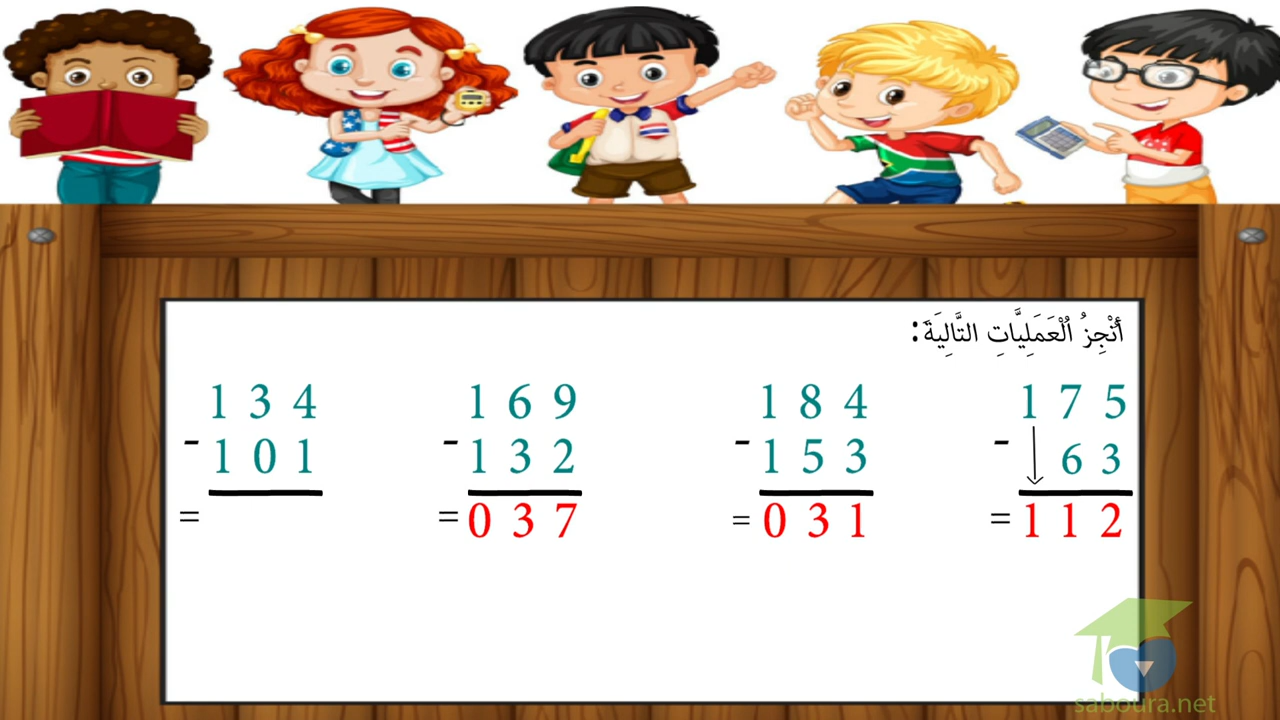 أَنْجِزُ اُلْعَمَلِيَّاتِ التَّالِيَةَ:
1 3 4   1 6 9   1 8 4   1 7 5
- 1 0 1   - 1 3 2   - 1 5 3   - 6 3
=   = 0 3 7   = 0 3 1   = 1 1 2
saboura.net